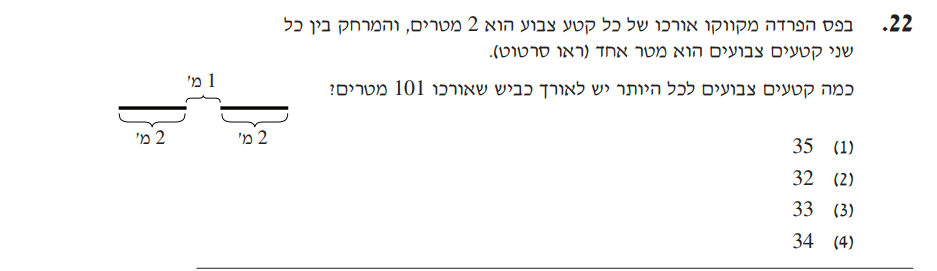 22. בפס הפרדה מקווקו אורכו של כל קטע צבוע הוא 2 מטרים, והמרחק בין כל
שני קטעים צבועים הוא מטר אחד (ראו סרטוט).
כמה קטעים צבועים לכל היותר יש לאורך כביש שאורכו 101 מטרים?
1 מ'
2 מ' 2 מ'
(1) 35
(2) 32
(3) 33
(4) 34